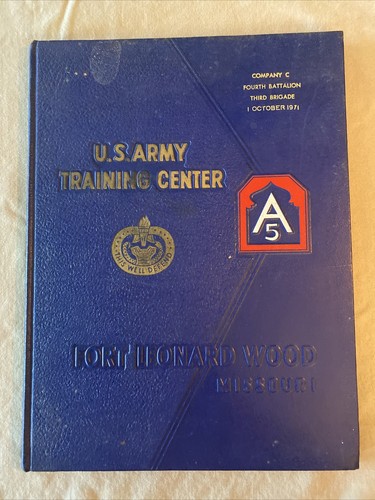 COMPANY C
FOURTH BATTALION
THIRD BRIGADE
1 OCTOBER 1971
U.S. ARMY
TRAINING CENTER
A
5
THIS WE'LL DEFEND
FORT LEONARD WOOD
MISSOURI